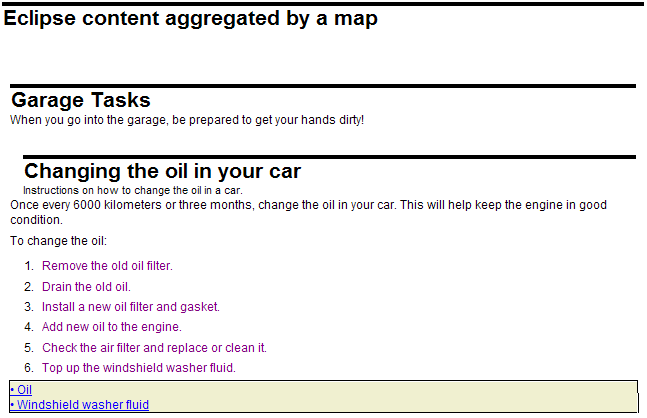 Eclipse content aggregated by a map
Garage Tasks
When you go into the garage, be prepared to get your hands dirty!
Changing the oil in your car
Instructions on how to change the oil in a car.
Once every 6000 kilometers or three months, change the oil in your car. This will help keep the engine in good
condition.
To change the oil:
1. Remove the old oil filter.
2. Drain the old oil.
3. Install a new oil filter and gasket.
4. Add new oil to the engine.
5. Check the air filter and replace or clean it.
6. Top up the windshield washer fluid.
• Oil
• Windshield washer fluid